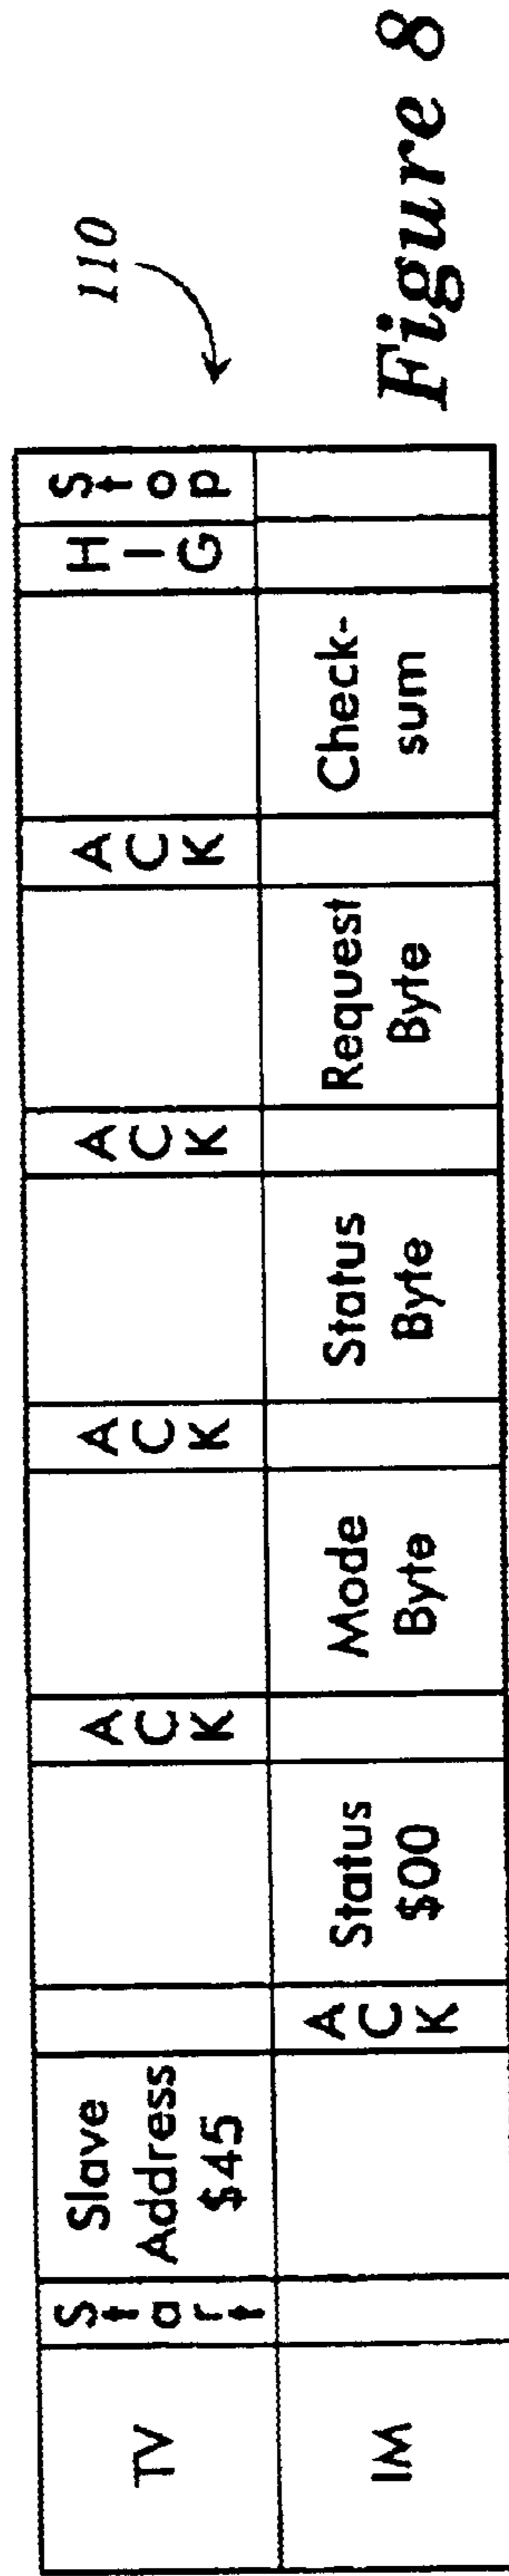 110
TV
Start
Slave
Address
$45
ACK
ACK
ACK
ACK
HIG
Stop
IM
ACK
Status
$00
Mode
Byte
Status
Byte
Request
Byte
Check-
sum
Figure 8